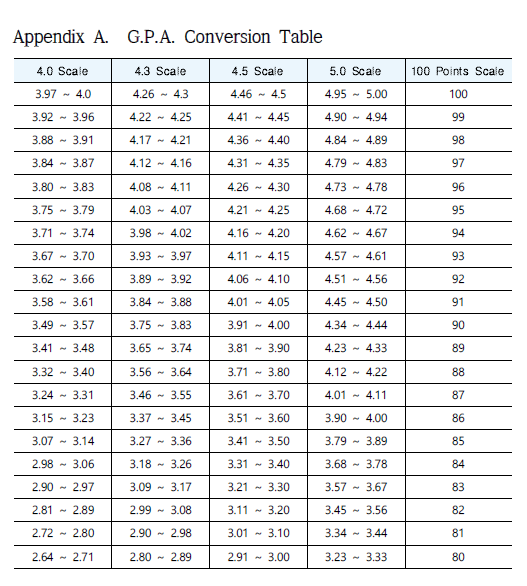 Appendix A. G.P.A. Conversion Table
4.0 Scale 4.3 Scale 4.5 Scale 5.0 Scale 100 Points Scale
3.97 ~ 4.0 4.26 ~ 4.3 4.46 ~ 4.5 4.95 ~ 5.00 100
3.92 ~ 3.96 4.22 ~ 4.25 4.41 ~ 4.45 4.90 ~ 4.94 99
3.88 ~ 3.91 4.17 ~ 4.21 4.36 ~ 4.40 4.84 ~ 4.89 98
3.84 ~ 3.87 4.12 ~ 4.16 4.31 ~ 4.35 4.79 ~ 4.83 97
3.80 ~ 3.83 4.08 ~ 4.11 4.26 ~ 4.30 4.73 ~ 4.78 96
3.75 ~ 3.79 4.03 ~ 4.07 4.21 ~ 4.25 4.68 ~ 4.72 95
3.71 ~ 3.74 3.98 ~ 4.02 4.16 ~ 4.20 4.62 ~ 4.67 94
3.67 ~ 3.70 3.93 ~ 3.97 4.11 ~ 4.15 4.57 ~ 4.61 93
3.62 ~ 3.66 3.89 ~ 3.92 4.06 ~ 4.10 4.51 ~ 4.56 92
3.58 ~ 3.61 3.84 ~ 3.88 4.01 ~ 4.05 4.45 ~ 4.50 91
3.49 ~ 3.57 3.75 ~ 3.83 3.91 ~ 4.00 4.34 ~ 4.44 90
3.41 ~ 3.48 3.65 ~ 3.74 3.81 ~ 3.90 4.23 ~ 4.33 89
3.32 ~ 3.40 3.56 ~ 3.64 3.71 ~ 3.80 4.12 ~ 4.22 88
3.24 ~ 3.31 3.46 ~ 3.55 3.61 ~ 3.70 4.01 ~ 4.11 87
3.15 ~ 3.23 3.37 ~ 3.45 3.51 ~ 3.60 3.90 ~ 4.00 86
3.07 ~ 3.14 3.27 ~ 3.36 3.41 ~ 3.50 3.79 ~ 3.89 85
2.98 ~ 3.06 3.18 ~ 3.26 3.31 ~ 3.40 3.68 ~ 3.78 84
2.90 ~ 2.97 3.09 ~ 3.17 3.21 ~ 3.30 3.57 ~ 3.67 83
2.81 ~ 2.89 2.99 ~ 3.08 3.11 ~ 3.20 3.45 ~ 3.56 82
2.72 ~ 2.80 2.90 ~ 2.98 3.01 ~ 3.10 3.34 ~ 3.44 81
2.64 ~ 2.71 2.80 ~ 2.89 2.91 ~ 3.00 3.23 ~ 3.33 80